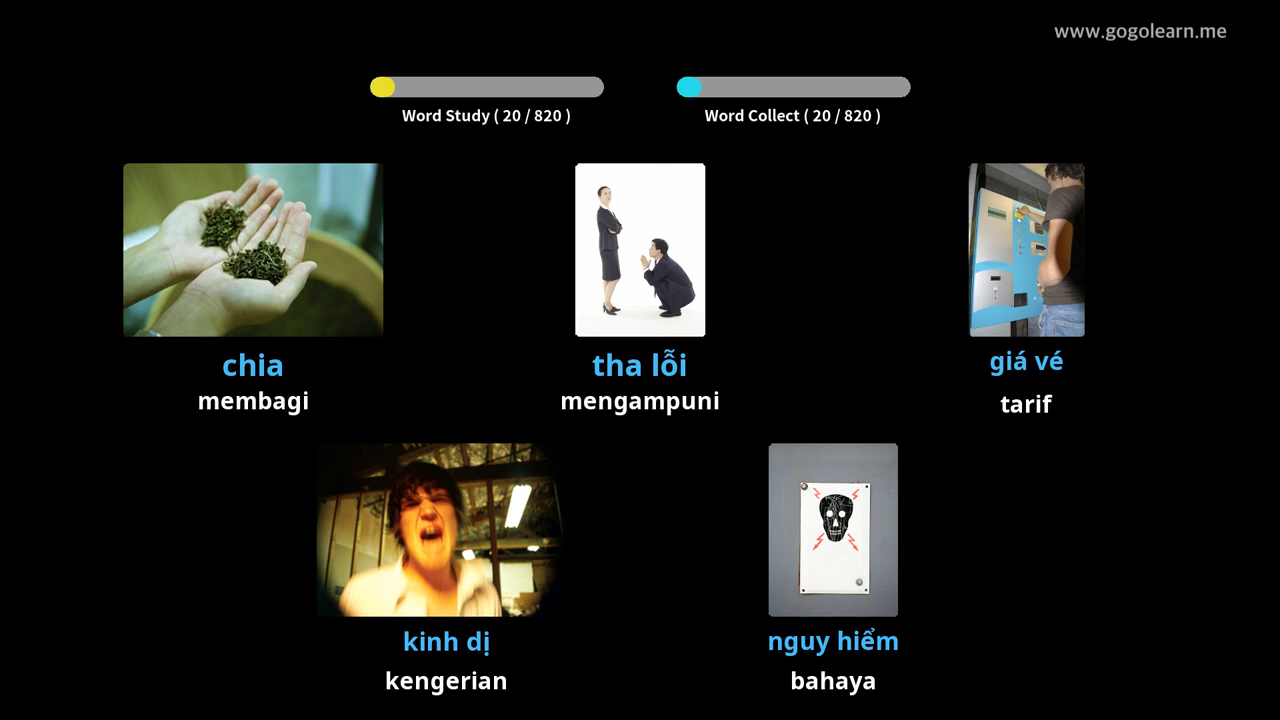 www.gogolearn.me
Word Study ( 20 / 820 )
Word Collect ( 20 / 820 )
chia
membagi
tha lỗi
mengampuni
giá vé
tarif
kinh dị
kengerian
nguy hiểm
bahaya